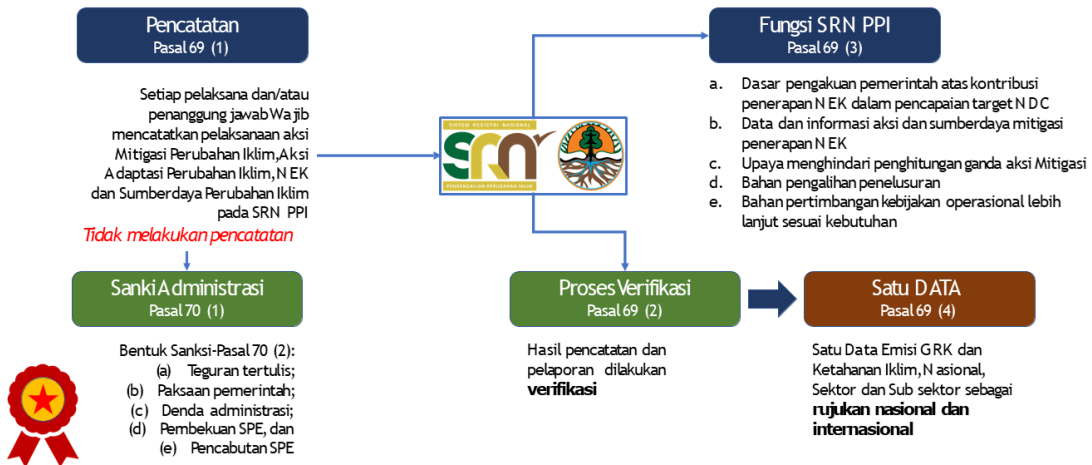 Pencatatan
Pasal 69 (1)
Setiap pelaksana dan/atau
penanggung jawab Wajib
mencatatkan pelaksanaan aksi
Mitigasi Perubahan Iklim, Aksi
Adaptasi Perubahan Iklim, NEK
dan Sumberdaya Perubahan Iklim
pada SRN PPI
Tidak melakukan pencatatan
Sanki Administrasi
Pasal 70 (1)
Bentuk Sanksi-Pasal 70 (2):
(a) Teguran tertulis;
(b) Paksaan pemerintah;
(c) Denda administrasi;
(d) Pembekuan SPE, dan
(e) Pencabutan SPE
SISTEM REGISTRI NASIONAL
SRN
PENGENDALIAN PERUBAHAN IKLIM
Fungsi SRN PPI
Pasal 69 (3)
a. Dasar pengakuan pemerintah atas kontribusi
penerapan NEK dalam pencapaian target NDC
b. Data dan informasi aksi dan sumberdaya mitigasi
penerapan NEK
c. Upaya menghindari penghitungan ganda aksi Mitigasi
d. Bahan pengalihan penelusuran
e. Bahan pertimbangan kebijakan operasional lebih
lanjut sesuai kebutuhan
Proses Verifikasi
Pasal 69 (2)
Hasil pencatatan dan
pelaporan dilakukan
verifikasi
Satu DATA
Pasal 69 (4)
Satu Data Emisi GRK dan
Ketahanan Iklim, Nasional,
Sektor dan Sub sektor sebagai
rujukan nasional dan
internasional